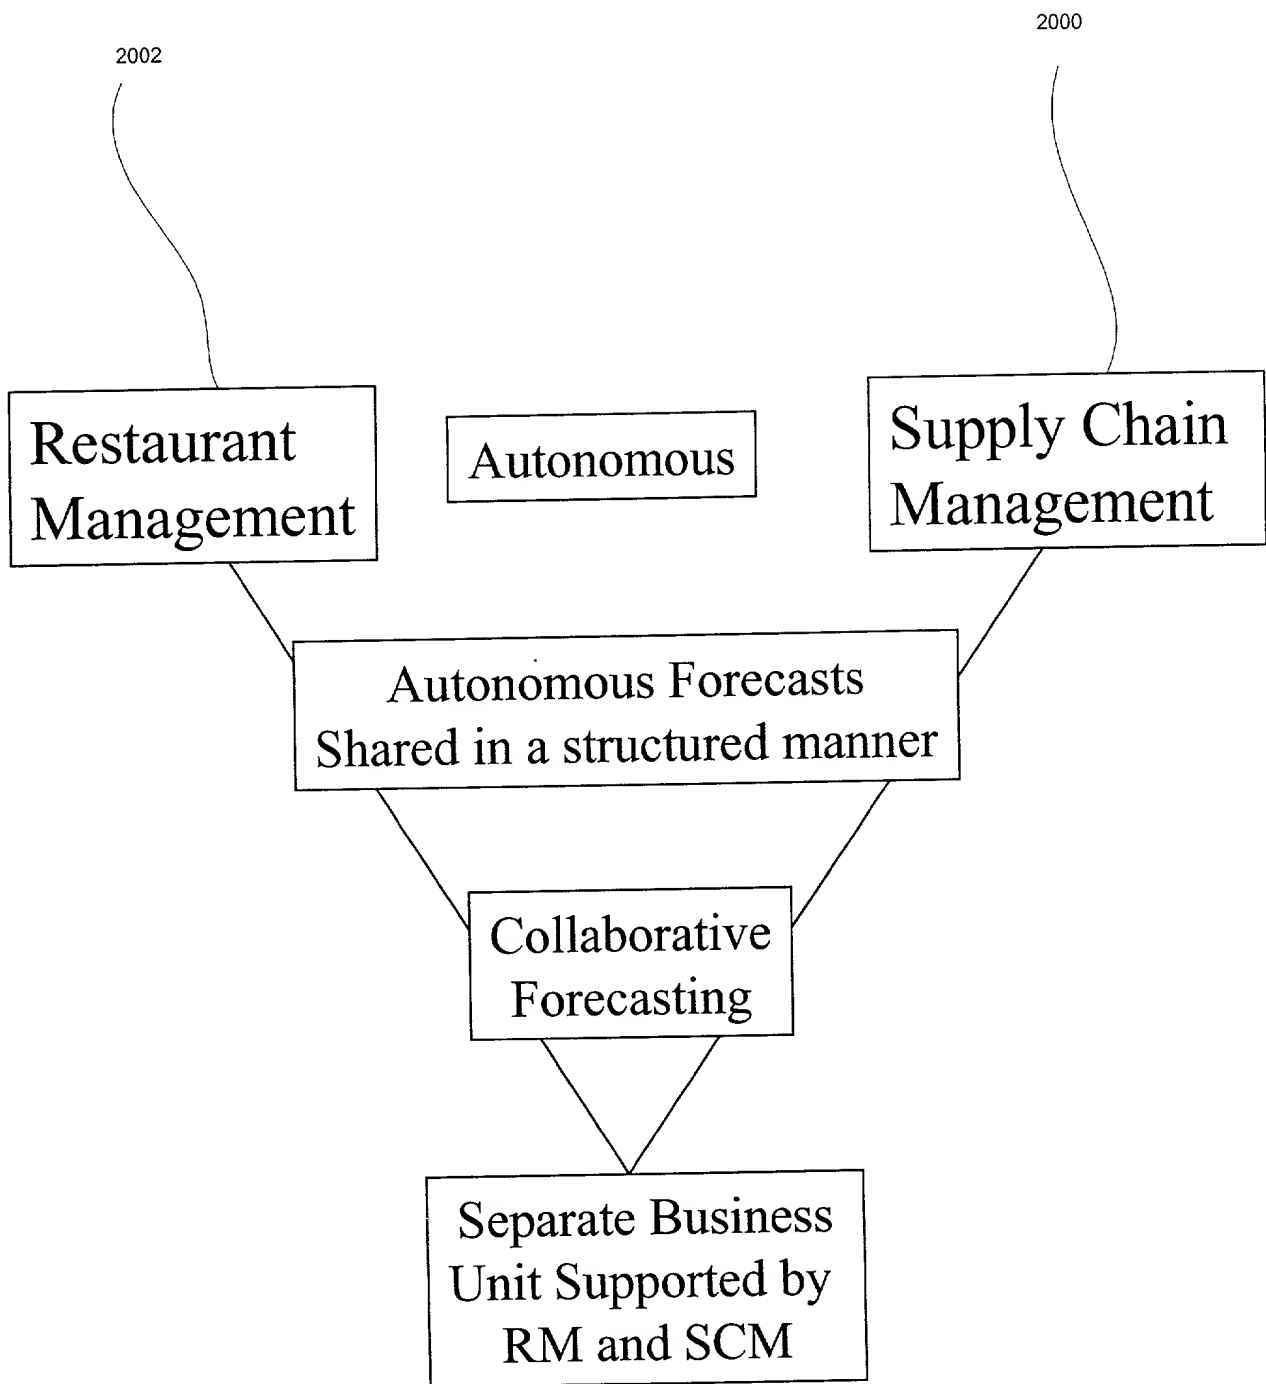 2002
2000
Restaurant
Management
Autonomous
Supply Chain
Management
Autonomous Forecasts
Shared in a structured manner
Collaborative
Forecasting
Separate Business
Unit Supported by
RM and SCM